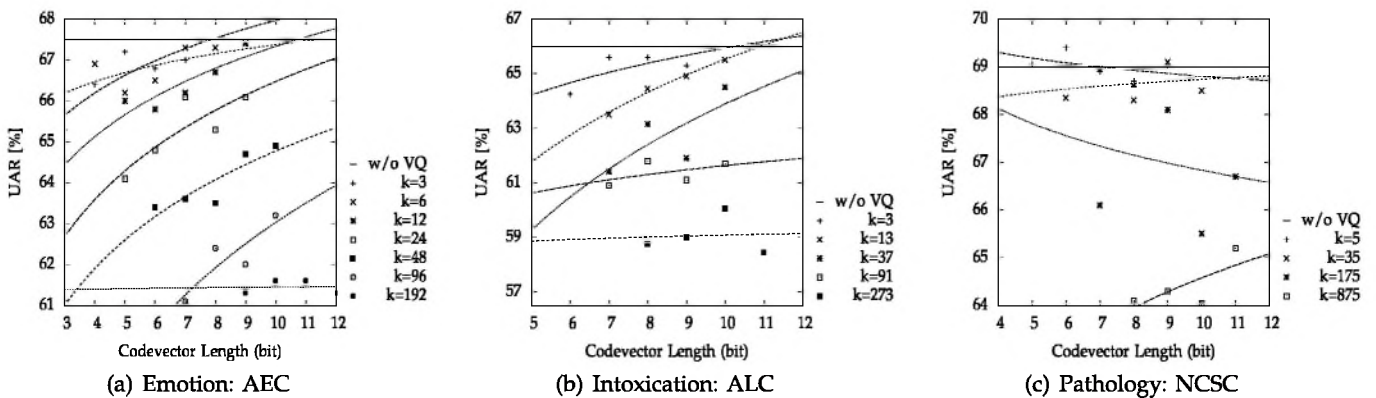 68
67
66
65
64
63
62
61
UAR [%]
3 4 5 6 7 8 9 10 11 12
Codevector Length (bit)
w/o VQ
k=3
k=6
k=12
k=24
k=48
k=96
k=192
(a) Emotion: AEC
67
65
63
61
59
57
UAR [%]
5 6 7 8 9 10 11 12
Codevector Length (bit)
w/o VQ
k=3
k=13
k=37
k=91
k=273
(b) Intoxication: ALC
70
69
68
67
66
65
64
UAR [%]
4 5 6 7 8 9 10 11 12
Codevector Length (bit)
w/o VQ
k=5
k=35
k=175
k=875
(c) Pathology: NCSC